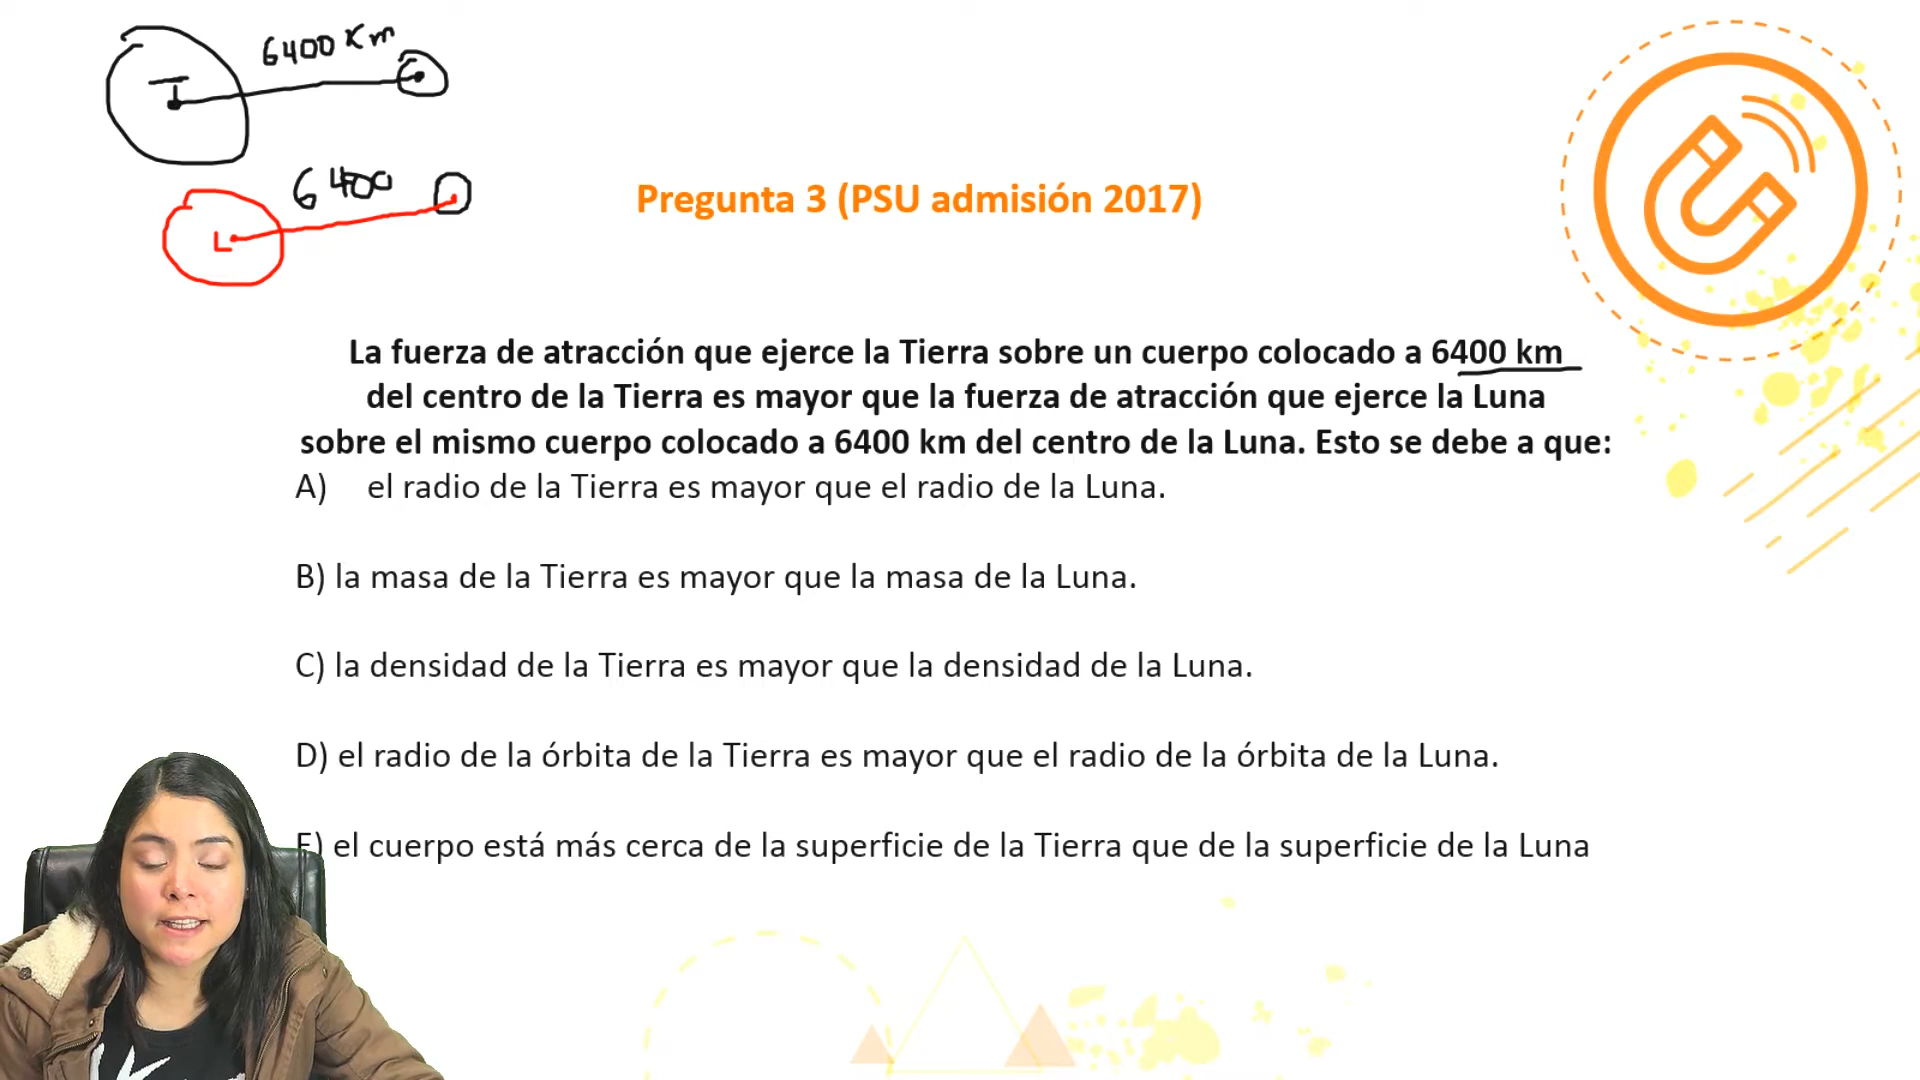 6400 Km
T
6400
L
Pregunta 3 (PSU admisión 2017)
La fuerza de atracción que ejerce la Tierra sobre un cuerpo colocado a 6400 km
del centro de la Tierra es mayor que la fuerza de atracción que ejerce la Luna
sobre el mismo cuerpo colocado a 6400 km del centro de la Luna. Esto se debe a que:
A) el radio de la Tierra es mayor que el radio de la Luna.
B) la masa de la Tierra es mayor que la masa de la Luna.
C) la densidad de la Tierra es mayor que la densidad de la Luna.
D) el radio de la órbita de la Tierra es mayor que el radio de la órbita de la Luna.
E) el cuerpo está más cerca de la superficie de la Tierra que de la superficie de la Luna